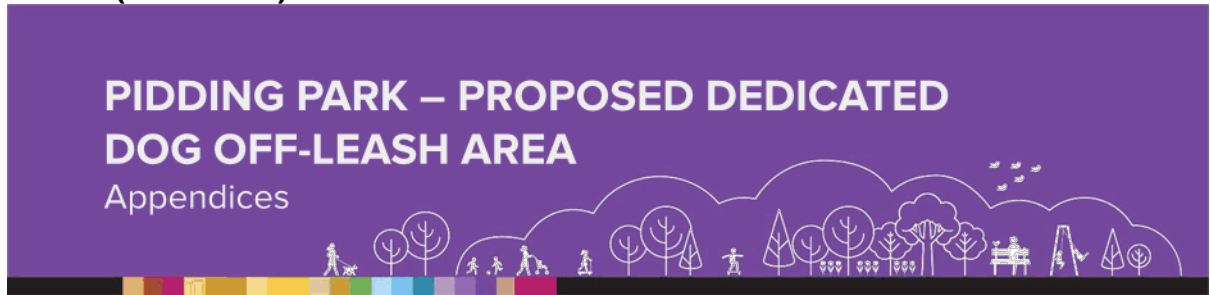 PIDDING PARK – PROPOSED DEDICATED
DOG OFF-LEASH AREA
Appendices